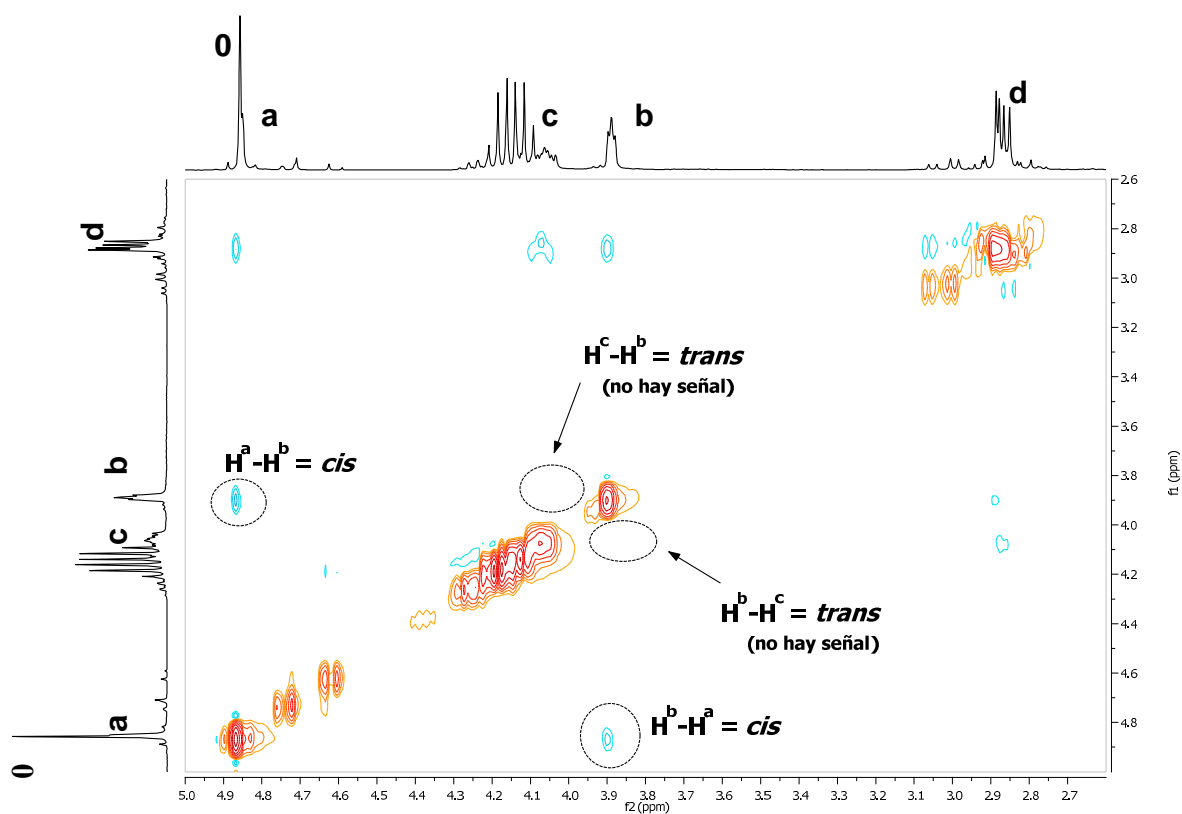 0
a
c
b
d
d
b
c
a
0
2.6
2.8
3.0
3.2
3.4
3.6
3.8
4.0
4.2
4.4
4.6
4.8
f1 (ppm)
H^c-H^b = trans
(no hay señal)
H^a-H^b = cis
H^b-H^c = trans
(no hay señal)
H^b-H^a = cis
5.0 4.9 4.8 4.7 4.6 4.5 4.4 4.3 4.2 4.1 4.0 3.9 3.8 3.7 3.6 3.5 3.4 3.3 3.2 3.1 3.0 2.9 2.8 2.7
f2 (ppm)